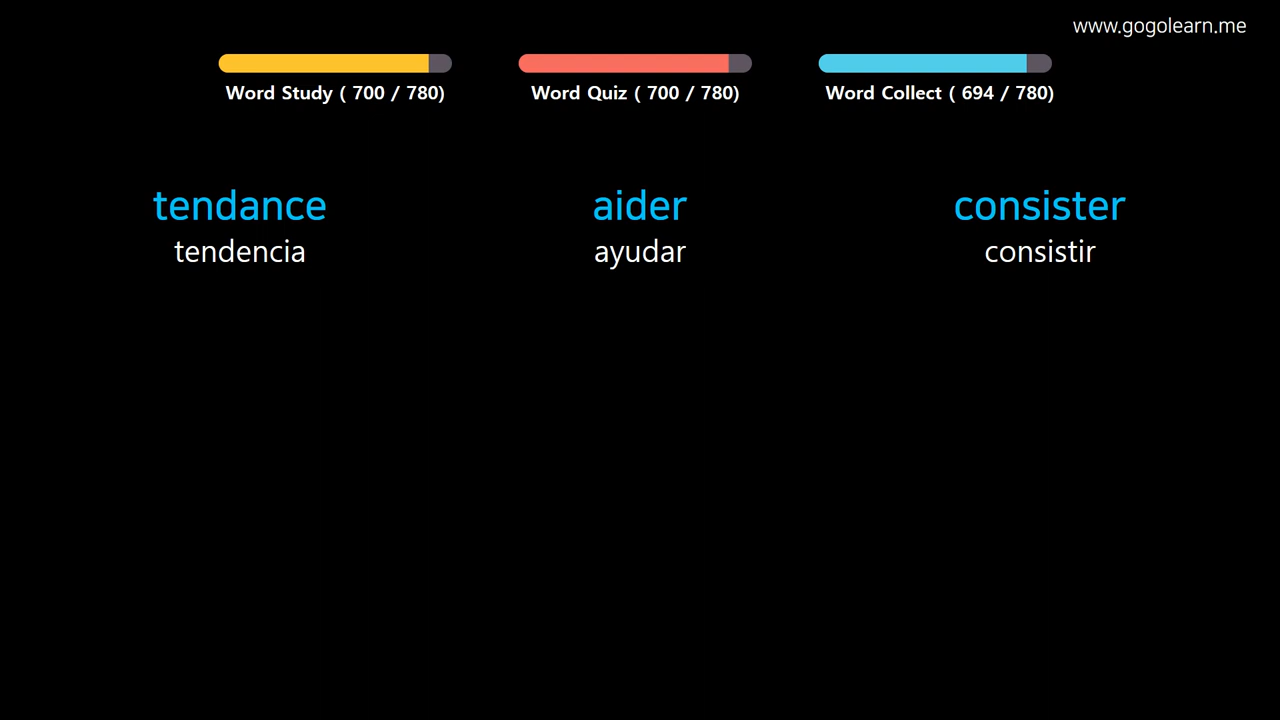 www.gogolearn.me
Word Study ( 700 / 780)
Word Quiz ( 700 / 780)
Word Collect ( 694 / 780)
tendance
tendencia
aider
ayudar
consister
consistir